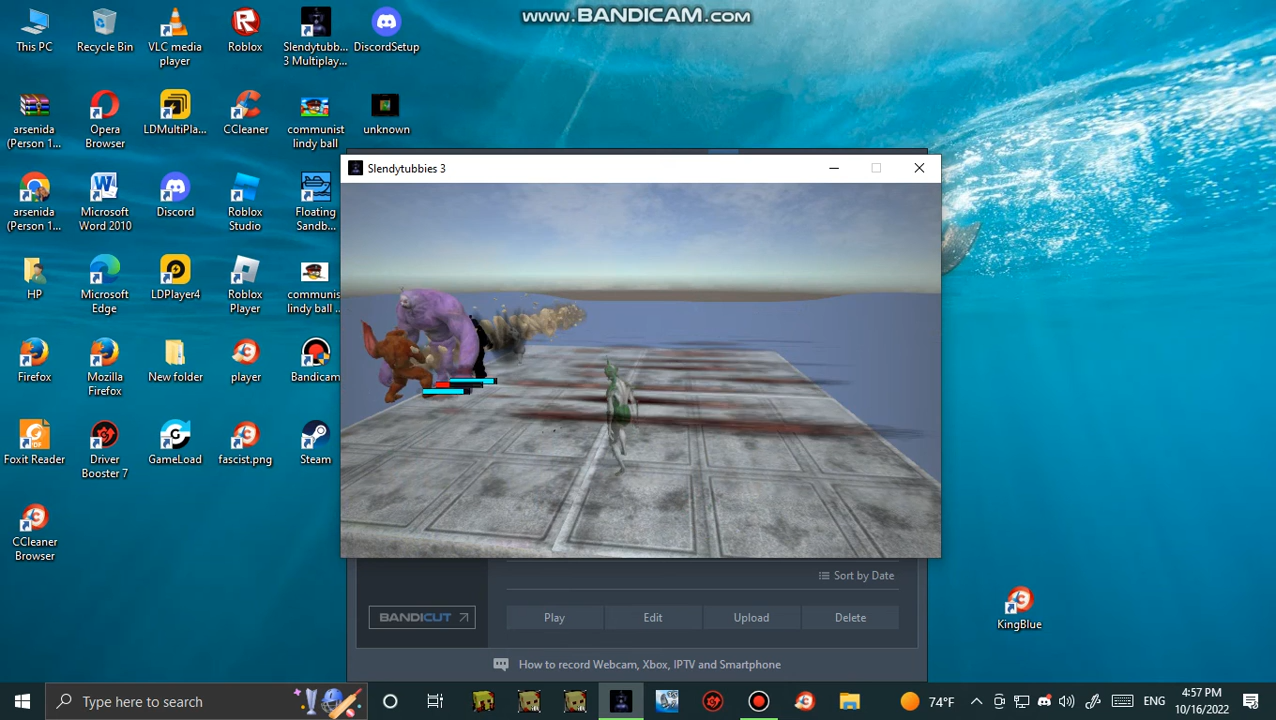 www.BANDICAM.com
This PC
Recycle Bin
VLC media
player
Roblox
Slendytubb...
3 Multiplay...
DiscordSetup
arsenida
(Person 1...
Opera
Browser
LDMultiPla...
CCleaner
communist
lindy ball
unknown
Slendytubbies 3
arsenida
(Person 1...
Microsoft
Word 2010
Discord
Roblox
Studio
Floating
Sandb...
HP
Microsoft
Edge
LDPlayer4
Roblox
Player
communis
lindy ball ...
Firefox
Mozilla
Firefox
New folder
player
Bandicam
Foxit Reader
Driver
Booster 7
GameLoad
fascist.png
Steam
CCleaner
Browser
Sort by Date
BANDICUT
Play
Edit
Upload
Delete
KingBlue
How to record Webcam, Xbox, IPTV and Smartphone
Type here to search
74°F
ENG
4:57 PM
10/16/2022